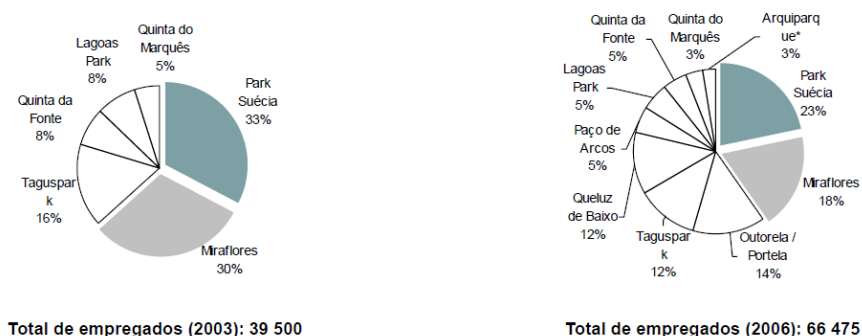 Quinta do
Marquês
5%
Lagoas
Park
8%
Quinta da
Fonte
8%
Taguspar
k
16%
Park
Suécia
33%
Miraflores
30%
Total de empregados (2003): 39 500
Quinta da
Fonte
5%
Quinta do
Marquês
3%
Arquiparq
ue*
3%
Lagoas
Park
5%
Paço de
Arcos
5%
Queluz
de Baixo
12%
Taguspar
k
12%
Outorela /
Portela
14%
Miraflores
18%
Park
Suécia
23%
Total de empregados (2006): 66 475